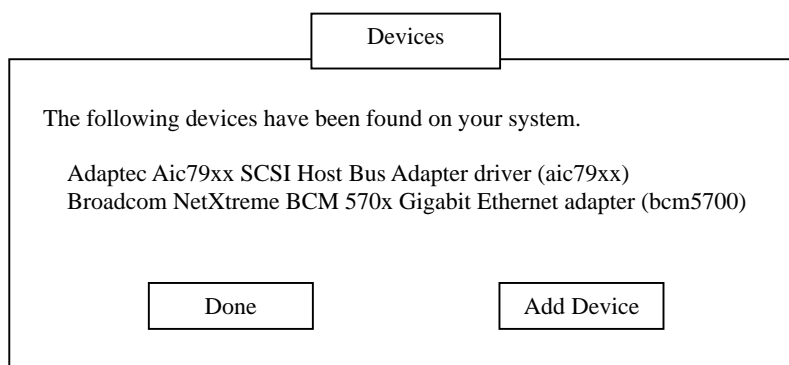 Devices
The following devices have been found on your system.
Adaptec Aic79xx SCSI Host Bus Adapter driver (aic79xx)
Broadcom NetXtreme BCM 570x Gigabit Ethernet adapter (bcm5700)
Done
Add Device